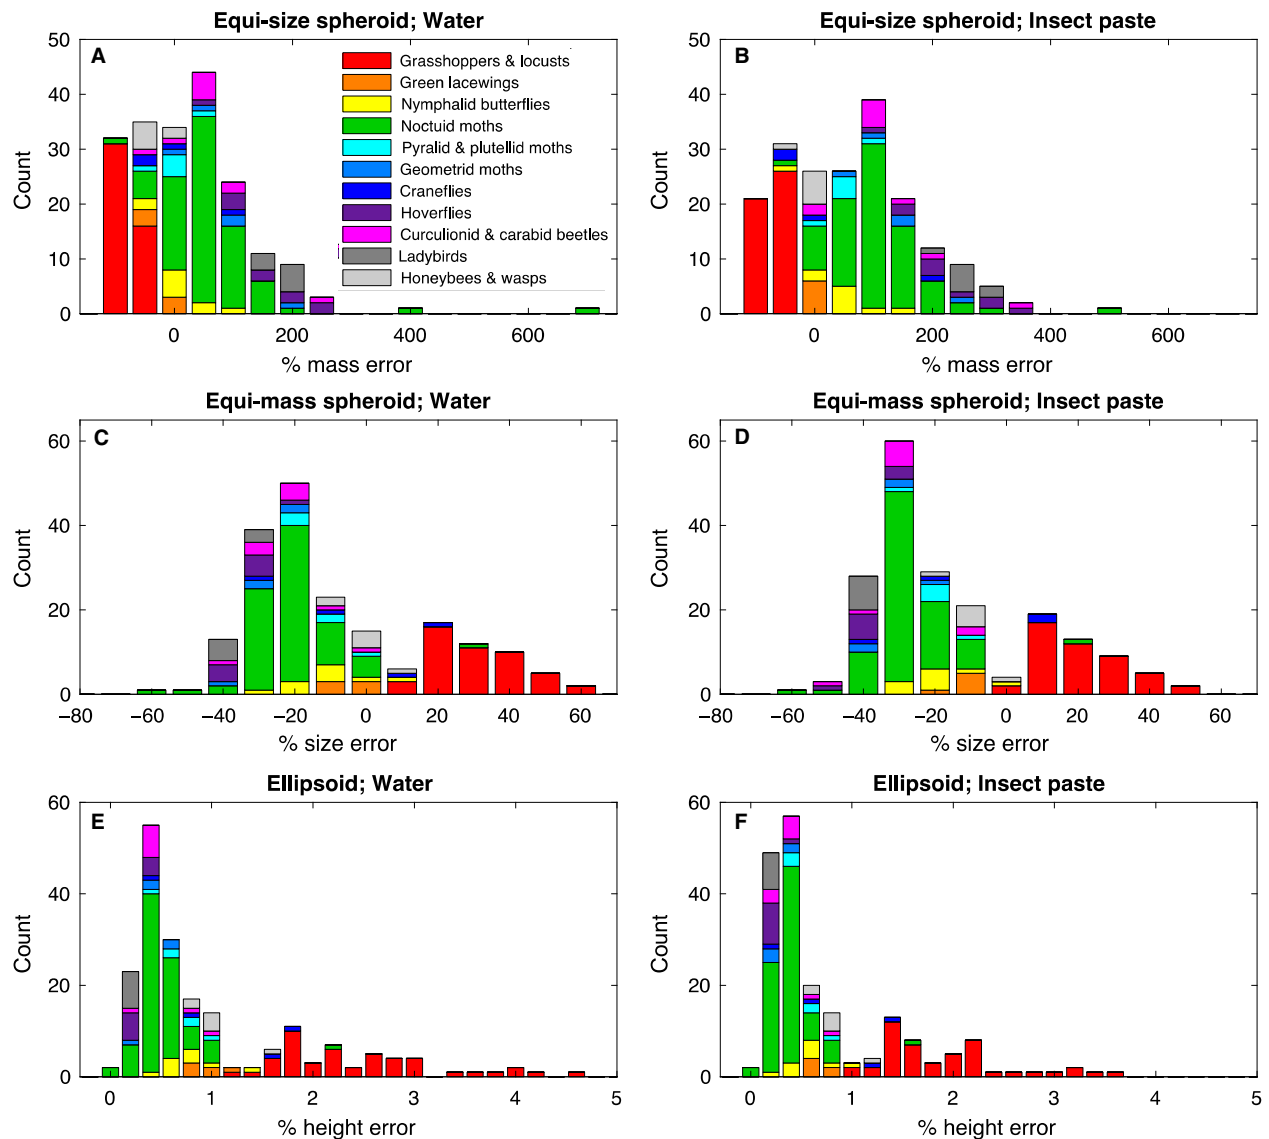 Equi-size spheroid; Water
A
50
40
30
20
10
0
Count
0
200
400
600
% mass error
Grasshoppers & locusts
Green lacewings
Nymphalid butterflies
Noctuid moths
Pyralid & plutellid moths
Geometrid moths
Craneflies
Hoverflies
Curculionid & carabid beetles
Ladybirds
Honeybees & wasps
Equi-size spheroid; Insect paste
B
50
40
30
20
10
0
Count
0
200
400
600
% mass error
Equi-mass spheroid; Water
C
60
40
20
0
Count
−80
−60
−40
−20
0
20
40
60
% size error
Equi-mass spheroid; Insect paste
D
60
40
20
0
Count
−80
−60
−40
−20
0
20
40
60
% size error
Ellipsoid; Water
E
60
40
20
0
Count
0
1
2
3
4
5
% height error
Ellipsoid; Insect paste
F
60
40
20
0
Count
0
1
2
3
4
5
% height error